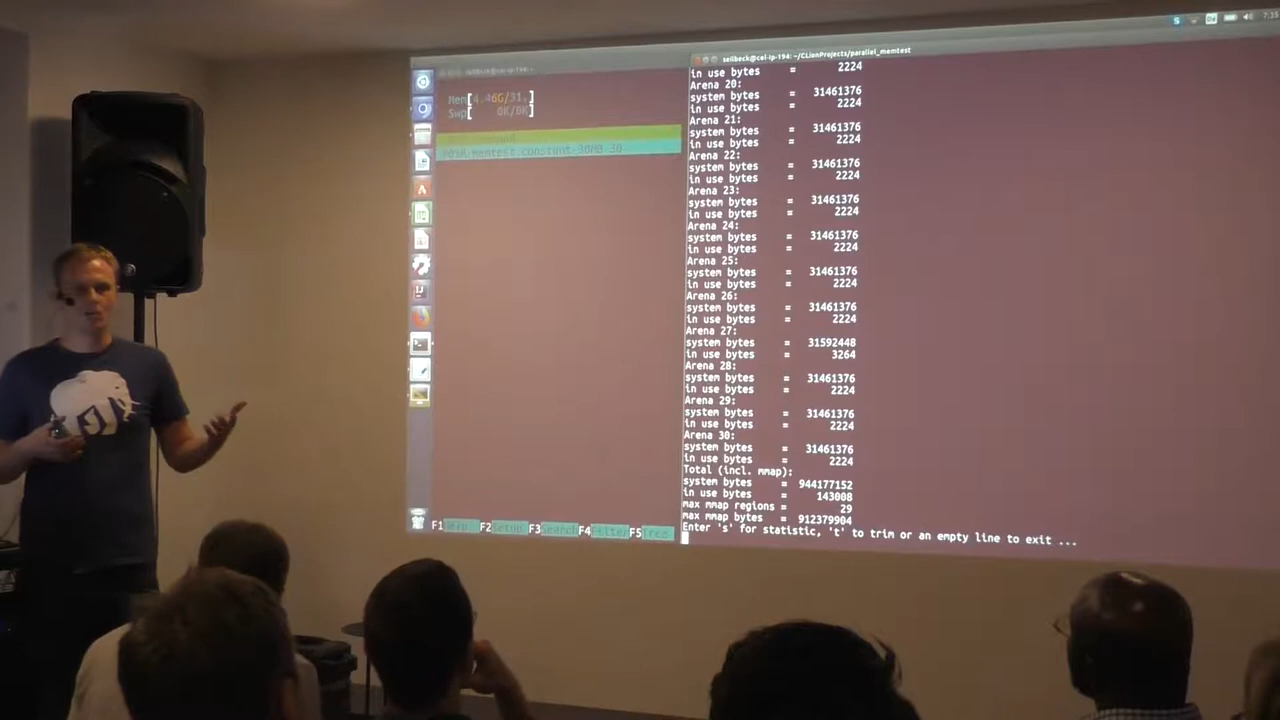 7:35
seilbeck@cel-lp-194: ~/CLionProjects/parallel_memtest
Mem[4.46G/31.]
Swp[ 0K/0K]
in use bytes = 2224
Arena 20:
system bytes = 31461376
in use bytes = 2224
Arena 21:
system bytes = 31461376
in use bytes = 2224
Arena 22:
system bytes = 31461376
in use bytes = 2224
Arena 23:
system bytes = 31461376
in use bytes = 2224
Arena 24:
system bytes = 31461376
in use bytes = 2224
Arena 25:
system bytes = 31461376
in use bytes = 2224
Arena 26:
system bytes = 31461376
in use bytes = 2224
Arena 27:
system bytes = 31592448
in use bytes = 3264
Arena 28:
system bytes = 31461376
in use bytes = 2224
Arena 29:
system bytes = 31461376
in use bytes = 2224
Arena 30:
system bytes = 31461376
in use bytes = 2224
Total (incl. mmap):
system bytes = 944177152
in use bytes = 143008
max mmap regions = 29
max mmap bytes = 912379904
Enter 's' for statistic, 't' to trim or an empty line to exit ...
F1Help F2Setup F3Search F4Filter F5Tree